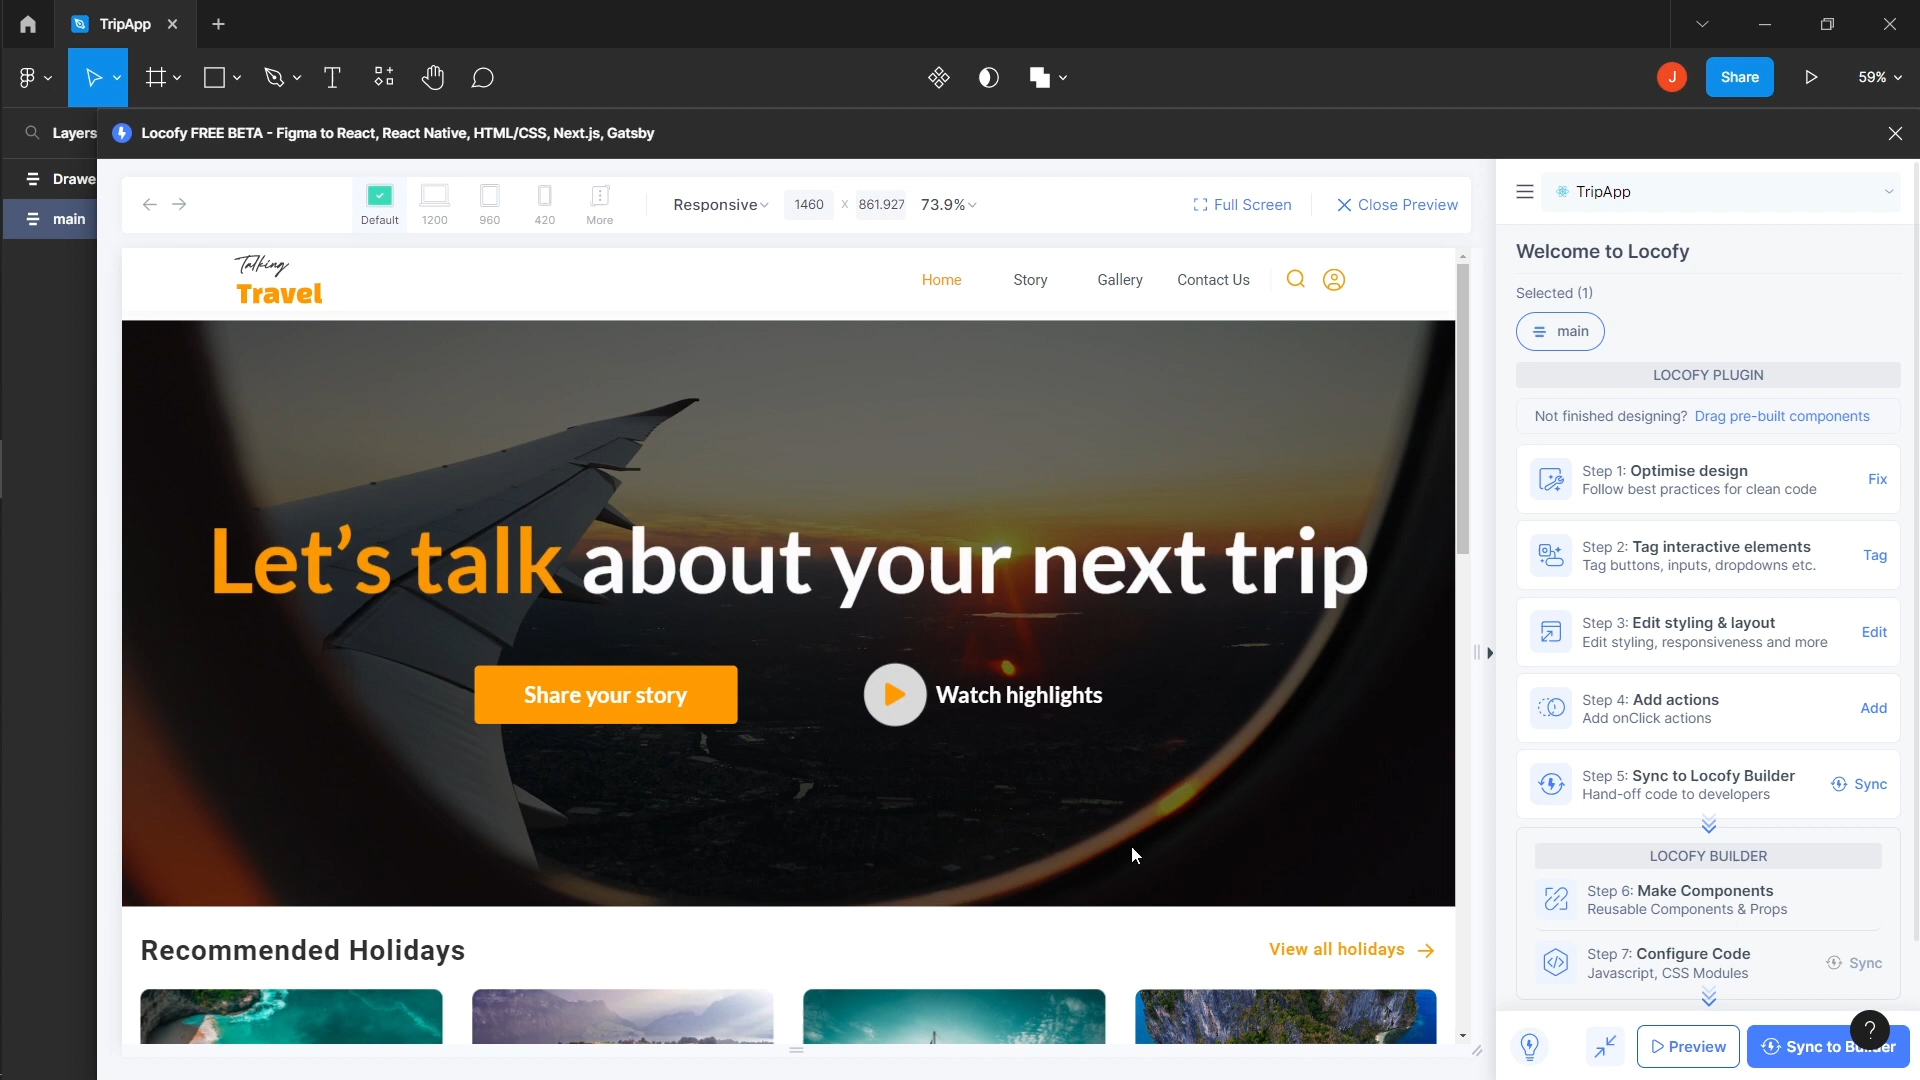 TripApp
Share
J
59%
Layers
Locofy FREE BETA - Figma to React, React Native, HTML/CSS, Next.js, Gatsby
Drawe
main
Default
1200
960
420
More
Responsive
1460
x
861.927
73.9%
Full Screen
Close Preview
Talking
Travel
Home
Story
Gallery
Contact Us
Let’s talk about your next trip
Share your story
Watch highlights
Recommended Holidays
View all holidays
TripApp
Welcome to Locofy
Selected (1)
main
LOCOFY PLUGIN
Not finished designing? Drag pre-built components
Step 1: Optimise design
Follow best practices for clean code
Fix
Step 2: Tag interactive elements
Tag buttons, inputs, dropdowns etc.
Tag
Step 3: Edit styling & layout
Edit styling, responsiveness and more
Edit
Step 4: Add actions
Add onClick actions
Add
Step 5: Sync to Locofy Builder
Hand-off code to developers
Sync
LOCOFY BUILDER
Step 6: Make Components
Reusable Components & Props
Step 7: Configure Code
Javascript, CSS Modules
Sync
Preview
Sync to
?